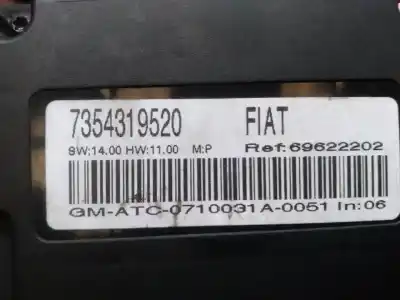 7354319520 FIAT
SW:14.00 HW:11.00 M:P Ref:69622202
GM-ATC-0710031A-0051 In:06